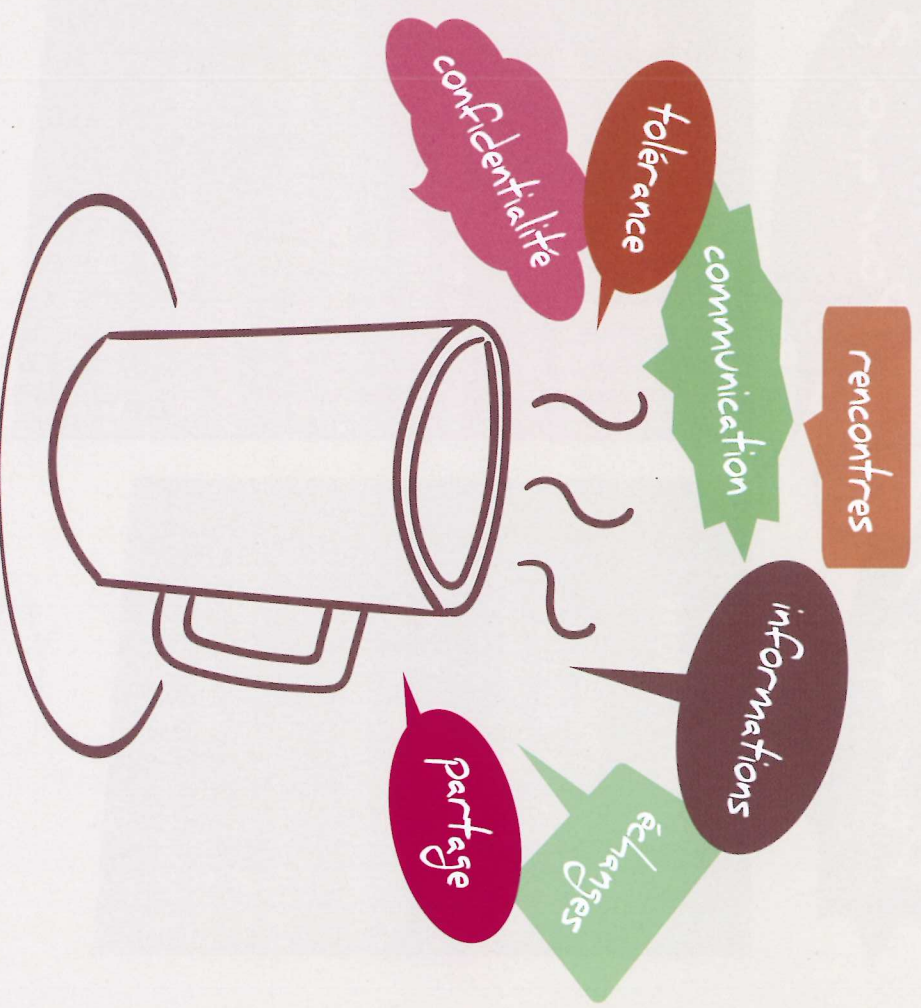 confidentialité
tolérance
communication
rencontres
informations
échanges
partage